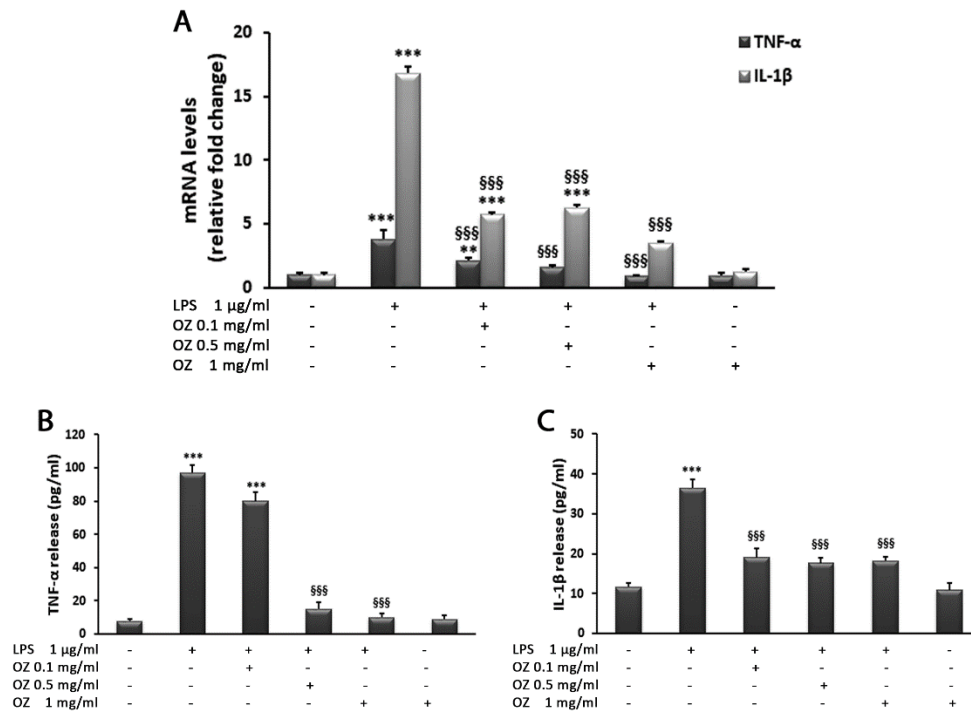 A
TNF-α
IL-1β
mRNA levels
(relative fold change)
20
15
10
5
0
***
***
§§§
**
§§§
***
§§§
§§§
***
§§§
§§§
LPS 1 µg/ml - + + + + -
OZ 0.1 mg/ml - - + - - -
OZ 0.5 mg/ml - - - + - -
OZ 1 mg/ml - - - - + +
B
TNF-α release (pg/ml)
120
100
80
60
40
20
0
***
***
§§§
§§§
LPS 1 µg/ml - + + + + -
OZ 0.1 mg/ml - - + - - -
OZ 0.5 mg/ml - - - + - -
OZ 1 mg/ml - - - - + +
C
IL-1β release (pg/ml)
50
40
30
20
10
0
***
§§§
§§§
§§§
LPS 1 µg/ml - + + + + -
OZ 0.1 mg/ml - - + - - -
OZ 0.5 mg/ml - - - + - -
OZ 1 mg/ml - - - - + +